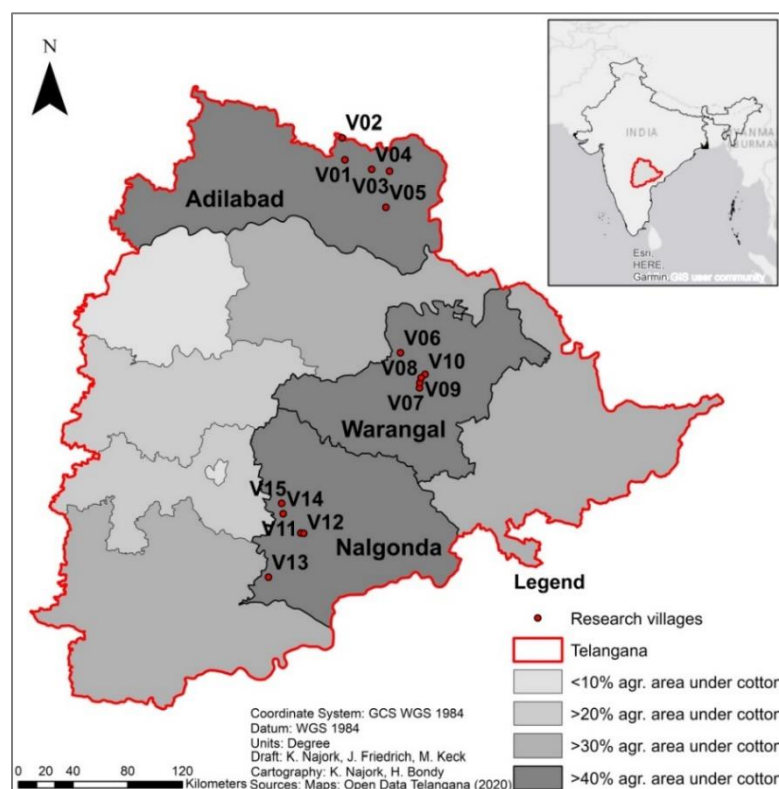 N
V02
V04
V01
V03
V05
Adilabad
V06
V10
V08
V09
V07
Warangal
V15
V14
V11
V12
Nalgonda
V13
INDIA
MYANMA
(BURMA)
Esri,
HERE,
Garmin, GIS user community
Legend
Research villages
Telangana
<10% agr. area under cotton
>20% agr. area under cotton
>30% agr. area under cotton
>40% agr. area under cotton
Coordinate System: GCS WGS 1984
Datum: WGS 1984
Units: Degree
Draft: K. Najork, J. Friedrich, M. Keck
Cartography: K. Najork, H. Bondy
Sources: Maps: Open Data Telangana (2020)
0 20 40 80 120
Kilometers